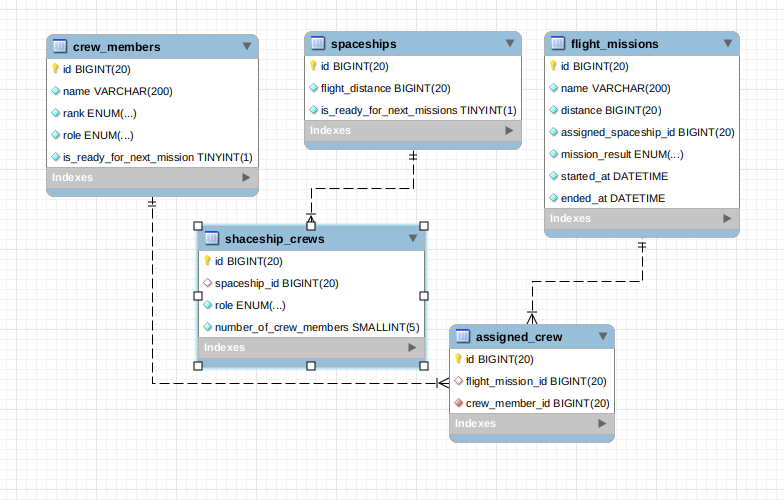 crew_members
id BIGINT(20)
name VARCHAR(200)
rank ENUM(...)
role ENUM(...)
is_ready_for_next_mission TINYINT(1)
Indexes
spaceships
id BIGINT(20)
flight_distance BIGINT(20)
is_ready_for_next_missions TINYINT(1)
Indexes
flight_missions
id BIGINT(20)
name VARCHAR(200)
distance BIGINT(20)
assigned_spaceship_id BIGINT(20)
mission_result ENUM(...)
started_at DATETIME
ended_at DATETIME
Indexes
shaceship_crews
id BIGINT(20)
spaceship_id BIGINT(20)
role ENUM(...)
number_of_crew_members SMALLINT(5)
Indexes
assigned_crew
id BIGINT(20)
flight_mission_id BIGINT(20)
crew_member_id BIGINT(20)
Indexes